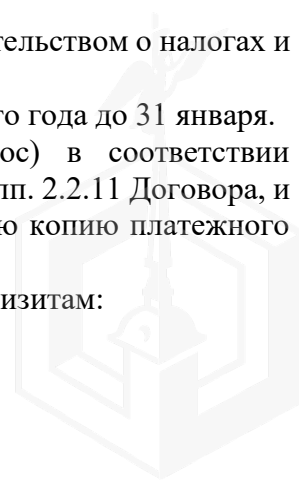 тельством о налогах и
го года до 31 января.
ос) в соответствии
пп. 2.2.11 Договора, и
ю копию платежного
изитам: